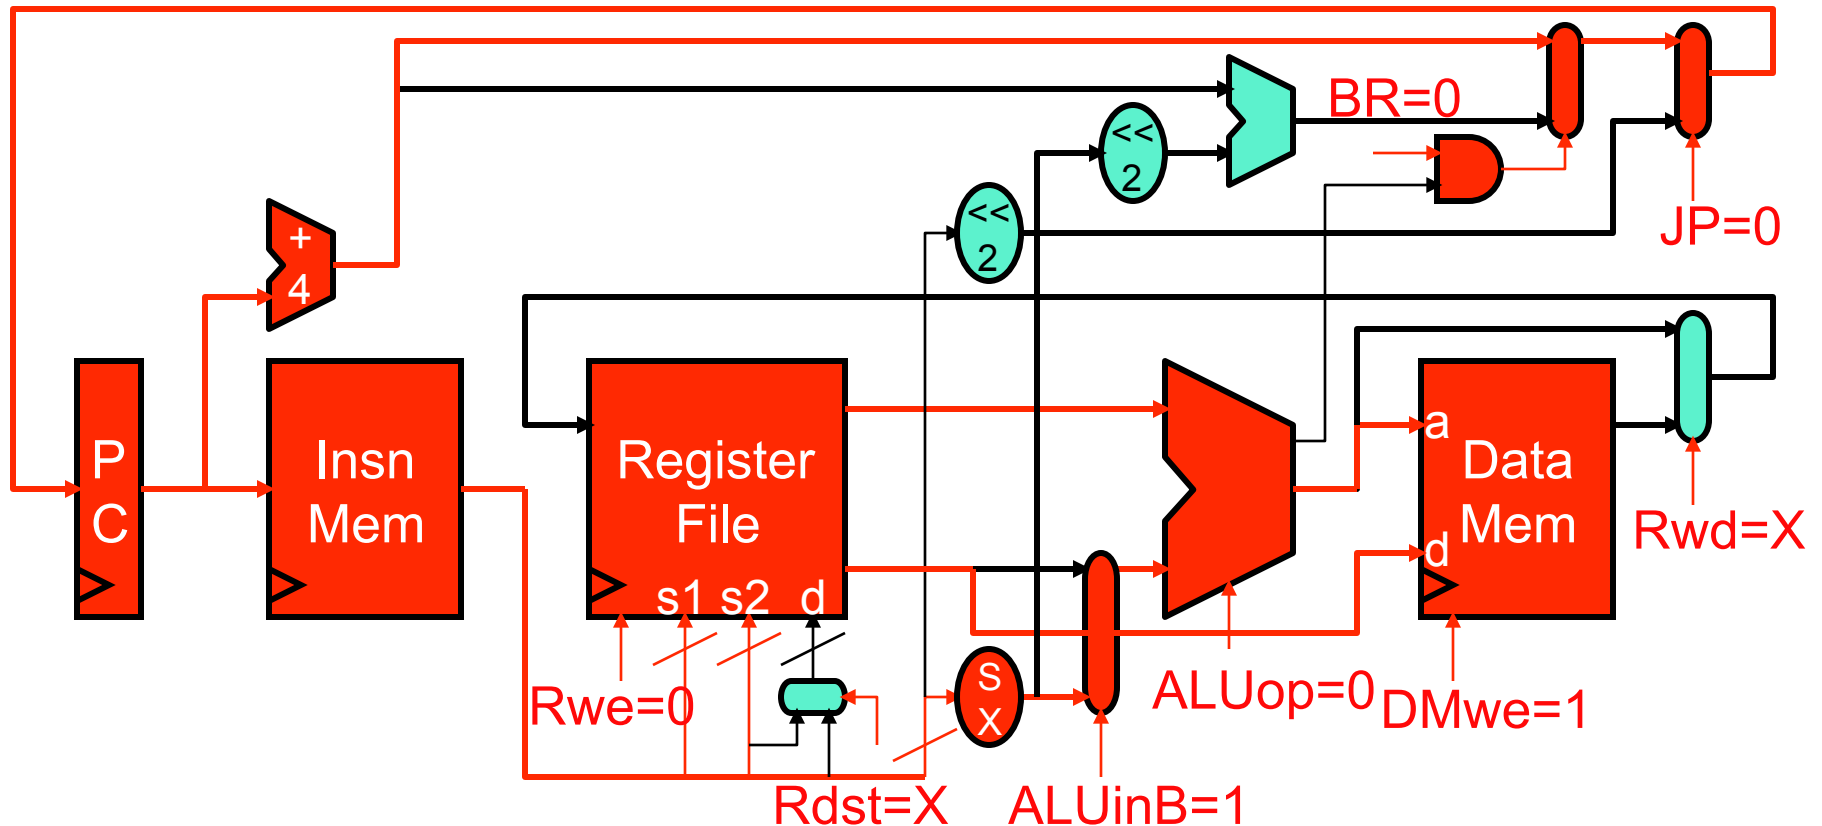 BR=0
<<
2
JP=0
<<
2
+
4
P
C
Insn
Mem
Register
File
s1 s2 d
a
Data
Mem
d
Rwd=X
S
X
Rwe=0
ALUop=0
DMwe=1
Rdst=X
ALUinB=1